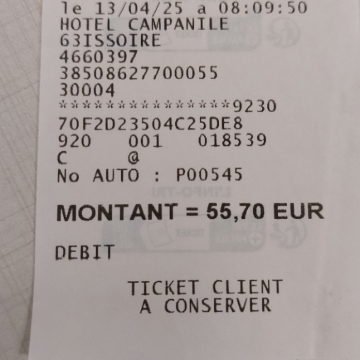 le 13/04/25 a 08:09:50
HOTEL CAMPANILE
63ISSOIRE
4660397
38508627700055
30004
***************9230
70F2D23504C25DE8
920 001 018539
C @
No AUTO : P00545
MONTANT = 55,70 EUR
DEBIT
TICKET CLIENT
A CONSERVER